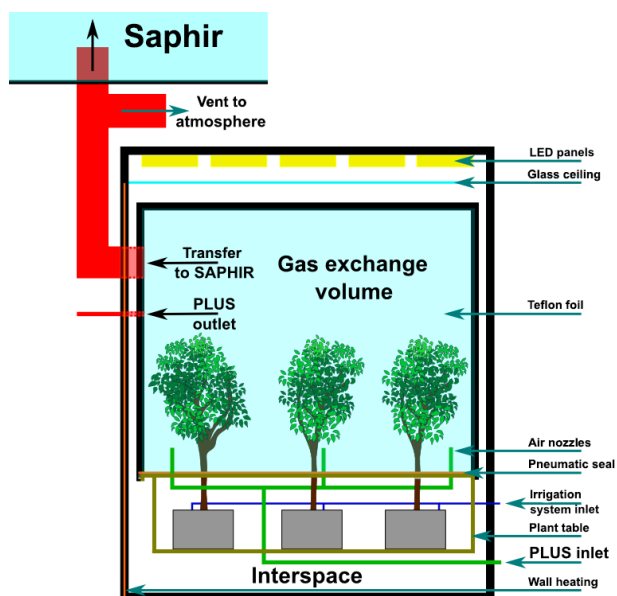 Saphir
Vent to
atmosphere
LED panels
Glass ceiling
Transfer
to SAPHIR
Gas exchange
volume
PLUS
outlet
Teflon foil
Air nozzles
Pneumatic seal
Irrigation
system inlet
Plant table
PLUS inlet
Interspace
Wall heating